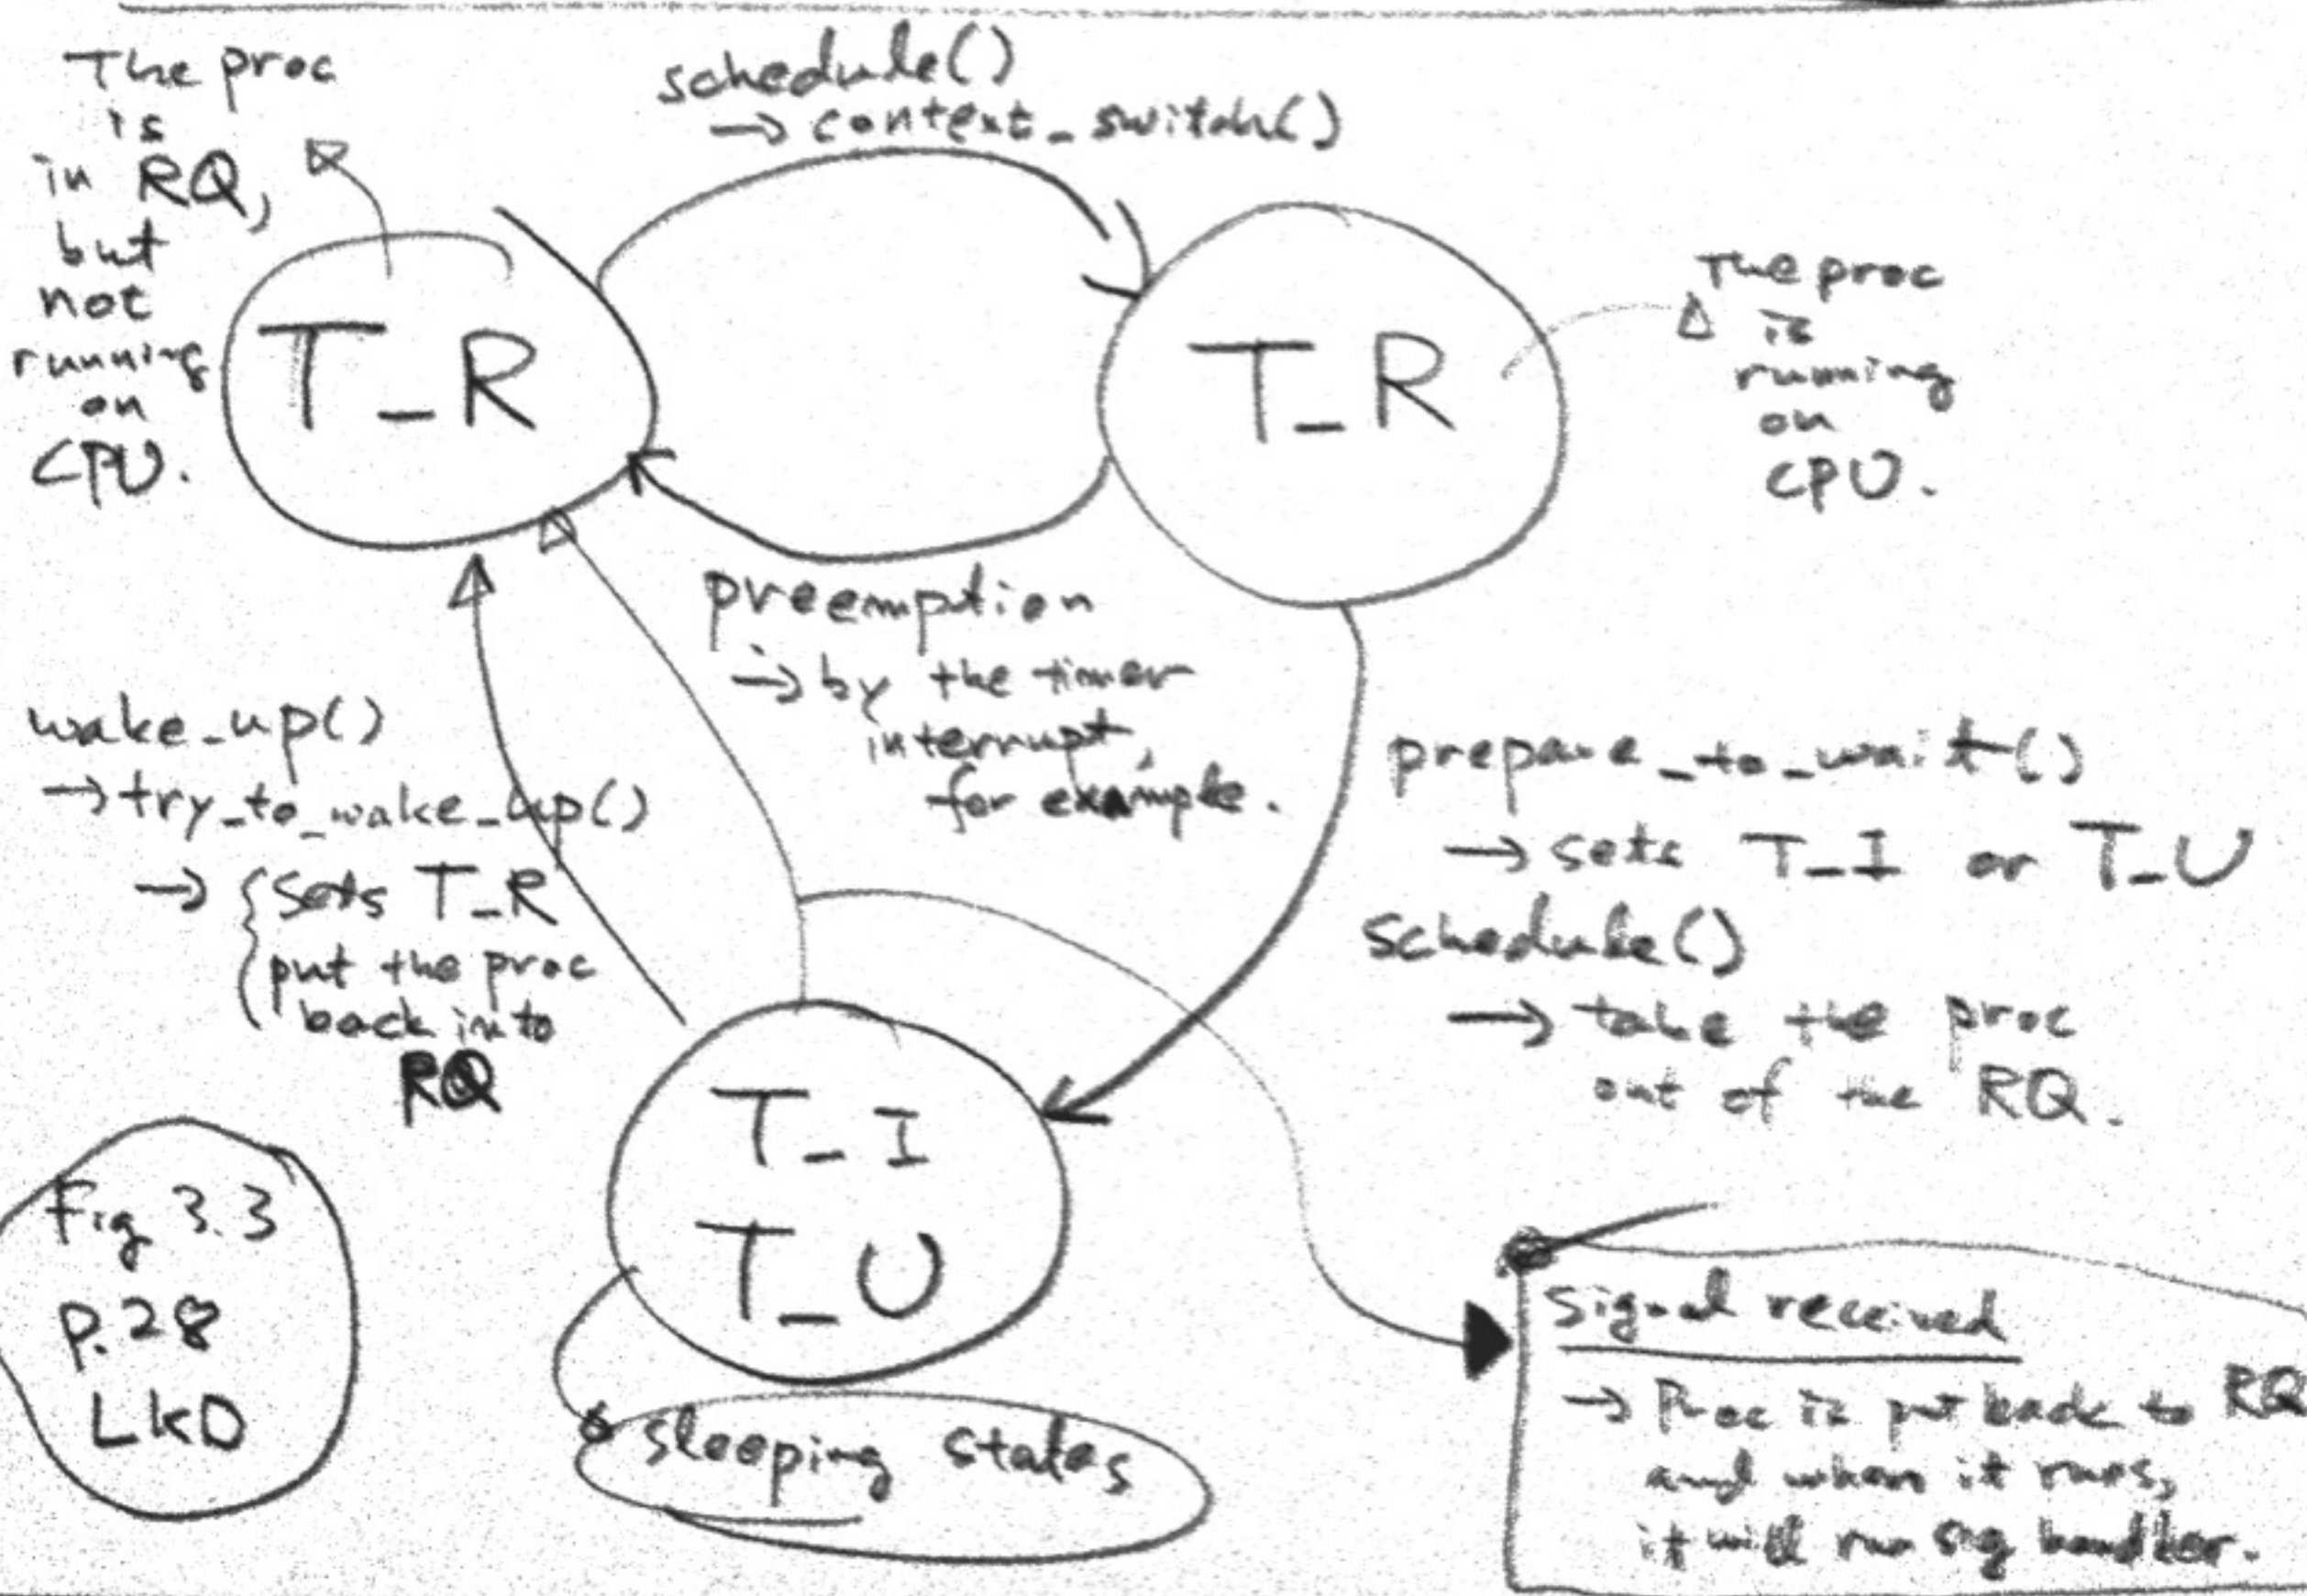 The proc
is
in RQ,
but
not
running
on
CPU.
schedule()
→ context_switch()
T_R
T_R
The proc
is
running
on
CPU.
preemption
→ by the timer
interrupt,
for example.
wake_up()
→ try_to_wake_up()
→ { Sets T_R
put the proc
back into
RQ
prepare_to_wait()
→ sets T_I or T_U
schedule()
→ take the proc
out of the RQ.
T_I
T_U
sleeping states
Fig 3.3
P.28
LKD
Signal received
→ Proc is put back to RQ
and when it runs,
it will run sig handler.